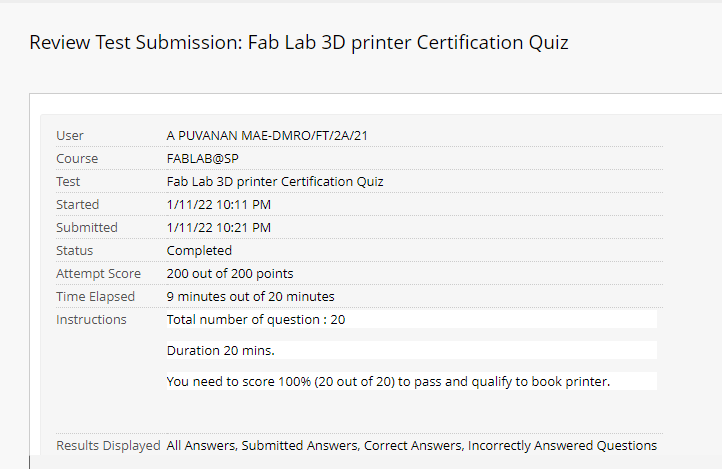 Review Test Submission: Fab Lab 3D printer Certification Quiz
User A PUVANAN MAE-DMRO/FT/2A/21
Course FABLAB@SP
Test Fab Lab 3D printer Certification Quiz
Started 1/11/22 10:11 PM
Submitted 1/11/22 10:21 PM
Status Completed
Attempt Score 200 out of 200 points
Time Elapsed 9 minutes out of 20 minutes
Instructions Total number of question : 20
Duration 20 mins.
You need to score 100% (20 out of 20) to pass and qualify to book printer.
Results Displayed All Answers, Submitted Answers, Correct Answers, Incorrectly Answered Questions